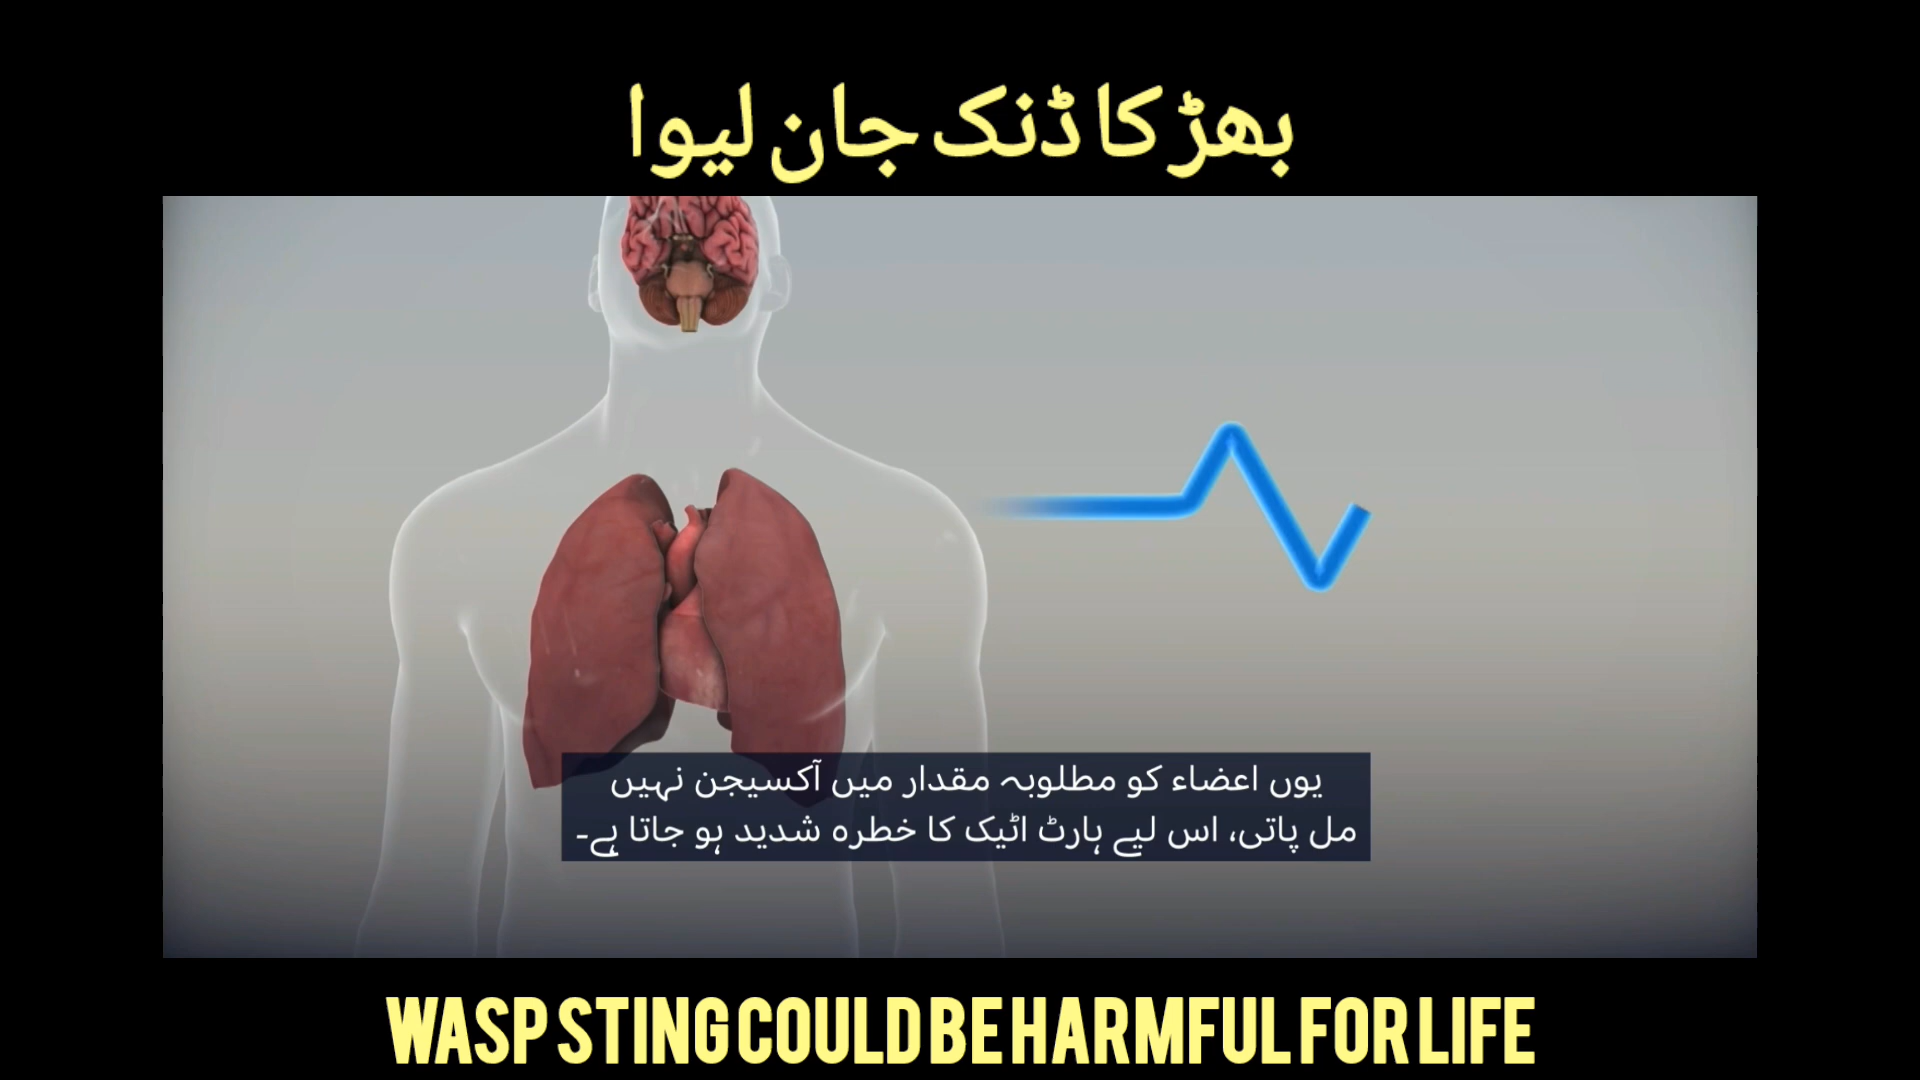 بھڑ کا ڈنک جان لیوا
یوں اعضاء کو مطلوبہ مقدار میں آکسیجن نہیں
مل پاتی، اس لیے ہارٹ اٹیک کا خطرہ شدید ہو جاتا ہے۔
WASP STING COULD BE HARMFUL FOR LIFE